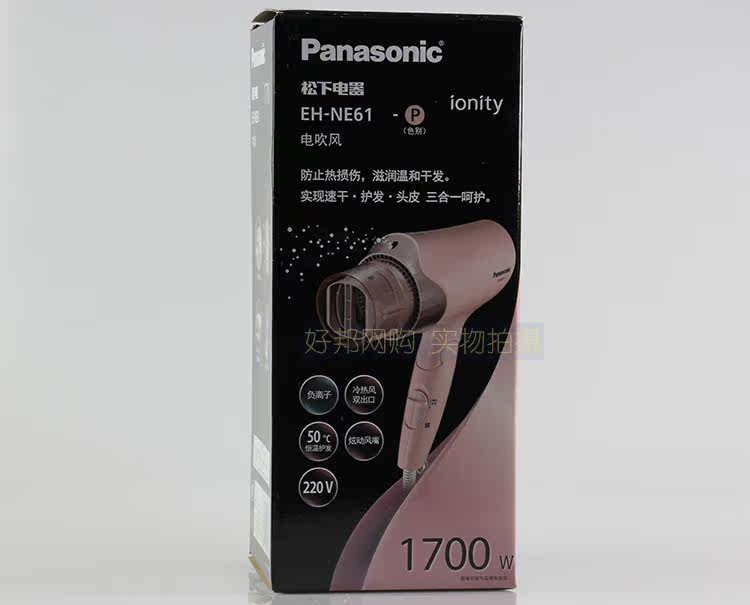 Panasonic®
松下电器
EH-NE61 - P
(色别)
ionity
电吹风
防止热损伤，滋润温和干发。
实现速干·护发·头皮 三合一呵护。
Panasonic
好邦网购 实物拍摄
负离子
冷热风
双出口
50℃
恒温护发
炫动风嘴
220V
1700 W